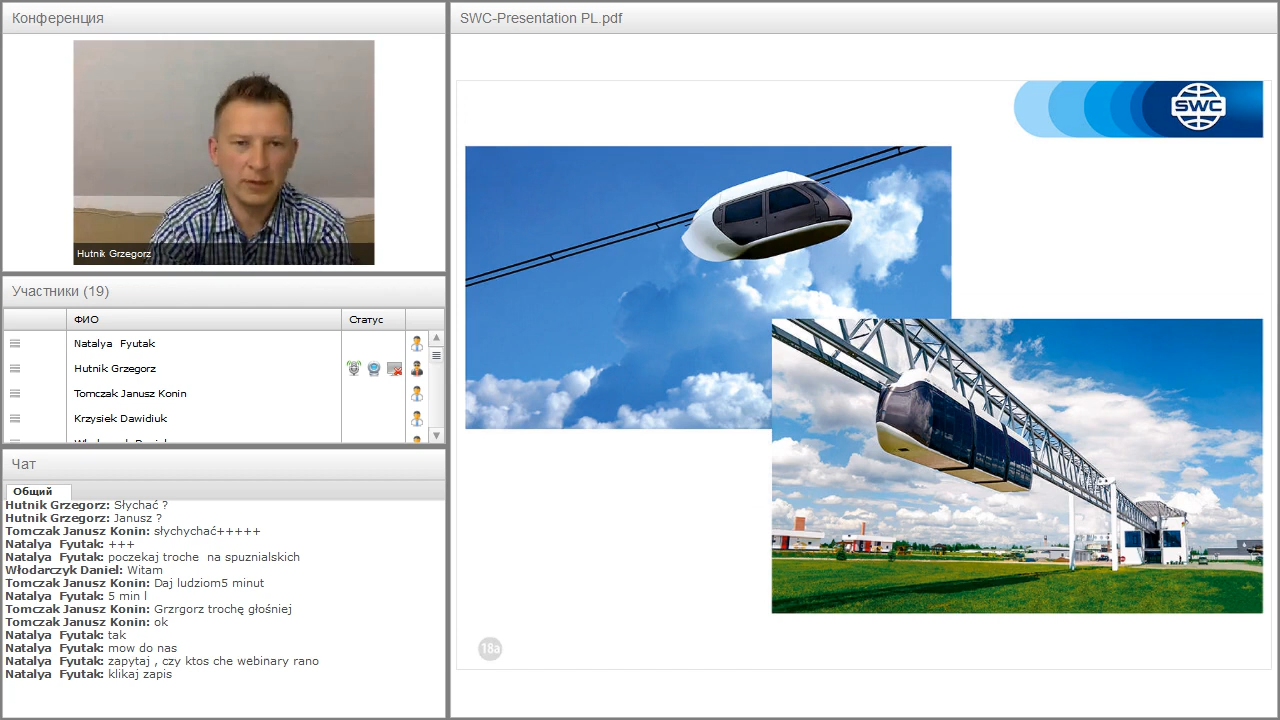 Конференция
Hutnik Grzegorz
Участники (19)
ФИО
Статус
Natalya Fyutak
Hutnik Grzegorz
Tomczak Janusz Konin
Krzysiek Dawidiuk
Чат
Общий
Hutnik Grzegorz: Słychać ?
Hutnik Grzegorz: Janusz ?
Tomczak Janusz Konin: słychychać+++++
Natalya Fyutak: +++
Natalya Fyutak: poczekaj troche na spuznialskich
Włodarczyk Daniel: Witam
Tomczak Janusz Konin: Daj ludziom5 minut
Natalya Fyutak: 5 min l
Tomczak Janusz Konin: Grzrgorz trochę głośniej
Tomczak Janusz Konin: ok
Natalya Fyutak: tak
Natalya Fyutak: mow do nas
Natalya Fyutak: zapytaj , czy ktos che webinary rano
Natalya Fyutak: klikaj zapis
SWC-Presentation PL.pdf
SWC
18a